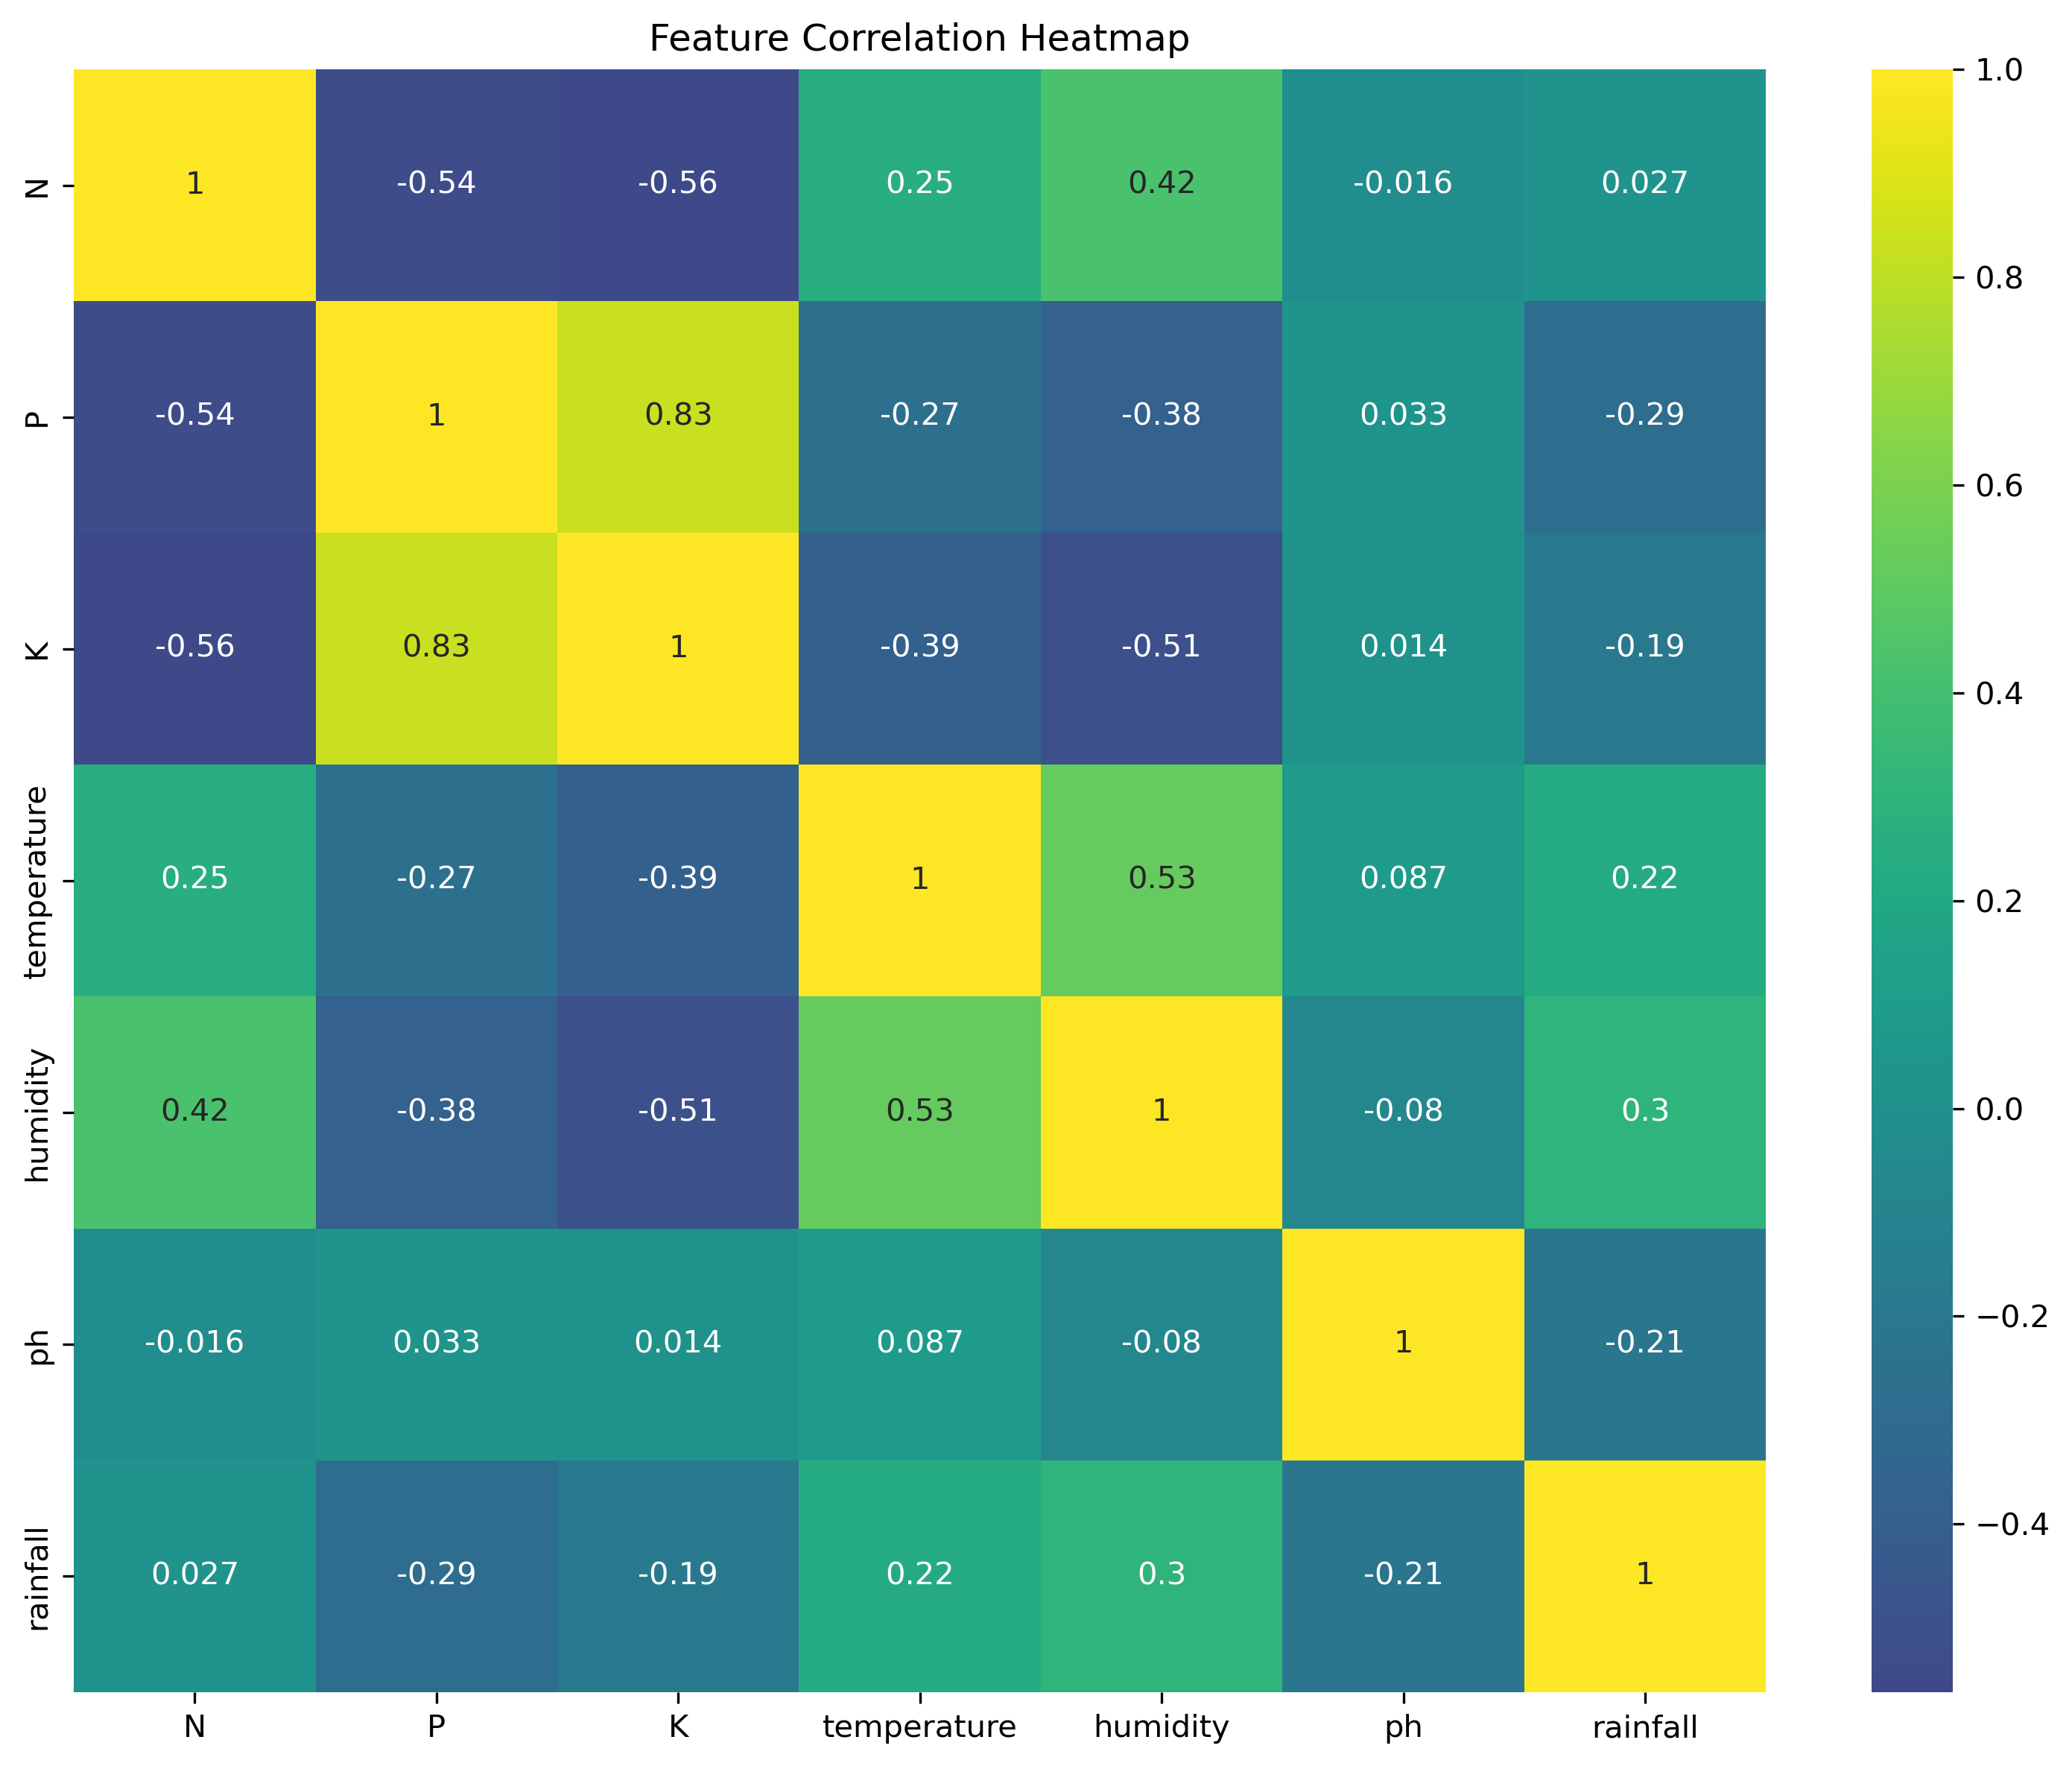 Feature Correlation Heatmap
N 1 -0.54 -0.56 0.25 0.42 -0.016 0.027
P -0.54 1 0.83 -0.27 -0.38 0.033 -0.29
K -0.56 0.83 1 -0.39 -0.51 0.014 -0.19
temperature 0.25 -0.27 -0.39 1 0.53 0.087 0.22
humidity 0.42 -0.38 -0.51 0.53 1 -0.08 0.3
ph -0.016 0.033 0.014 0.087 -0.08 1 -0.21
rainfall 0.027 -0.29 -0.19 0.22 0.3 -0.21 1
N P K temperature humidity ph rainfall
1.0
0.8
0.6
0.4
0.2
0.0
−0.2
−0.4